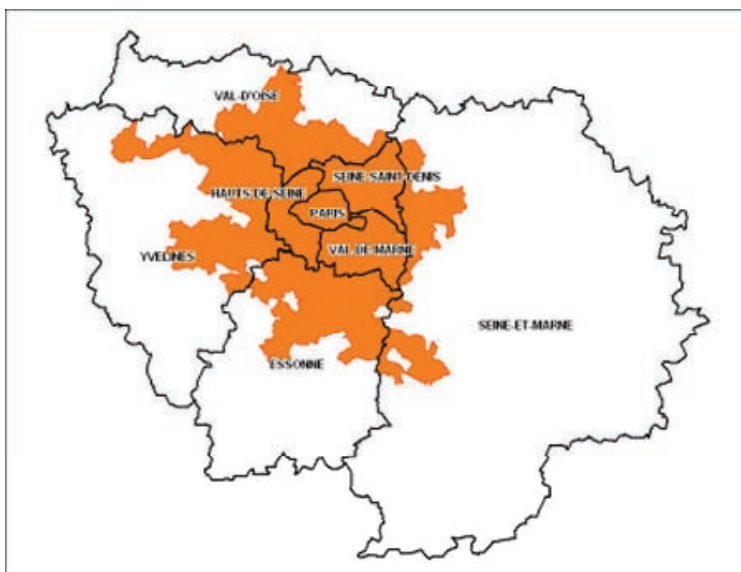 VAL-D'OISE
SEINE-SAINT-DENIS
HAUTS-DE-SEINE
PARIS
VAL-DE-MARNE
YVELINES
SEINE-ET-MARNE
ESSONNE